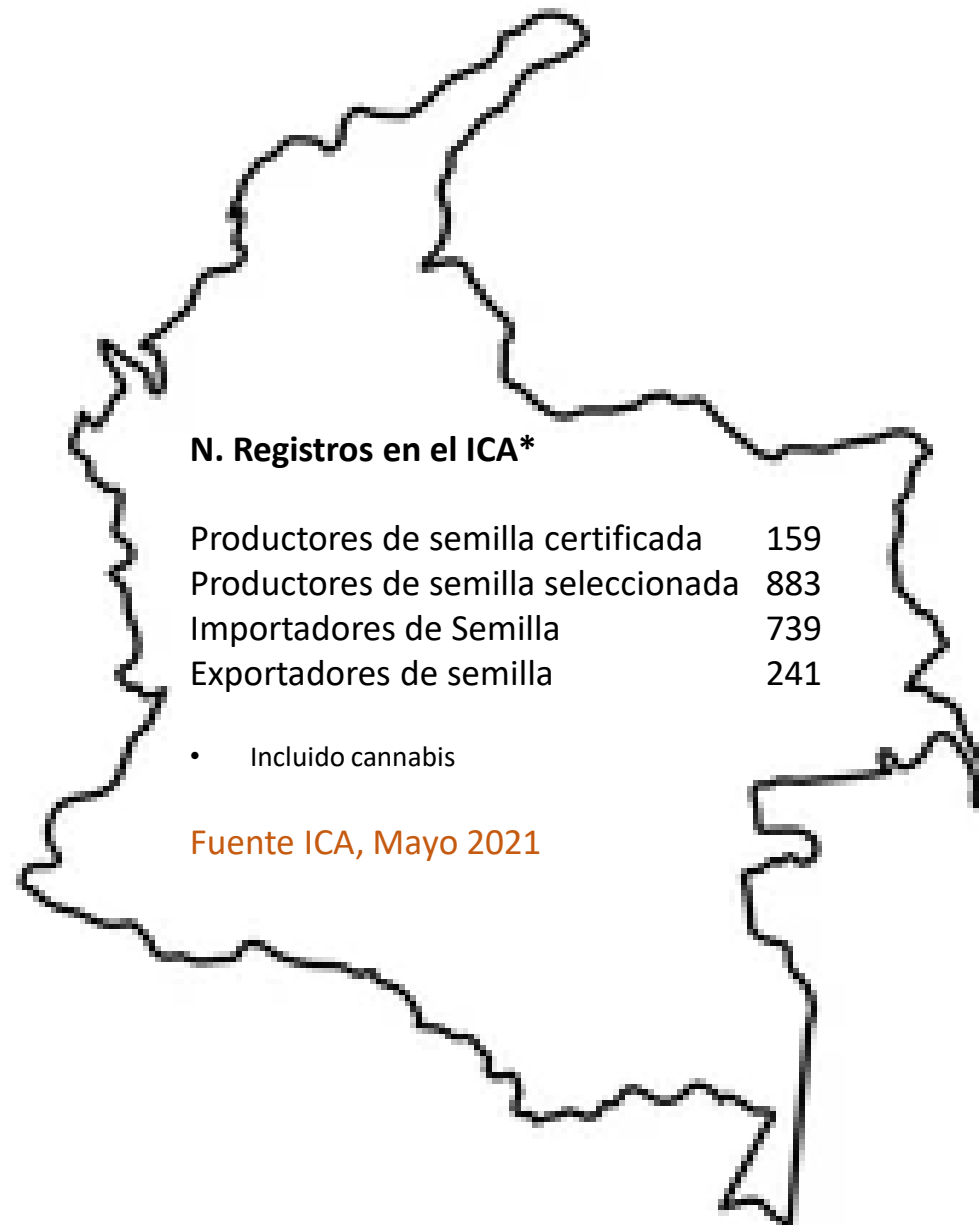 N. Registros en el ICA*
Productores de semilla certificada 159
Productores de semilla seleccionada 883
Importadores de Semilla 739
Exportadores de semilla 241
• Incluido cannabis
Fuente ICA, Mayo 2021